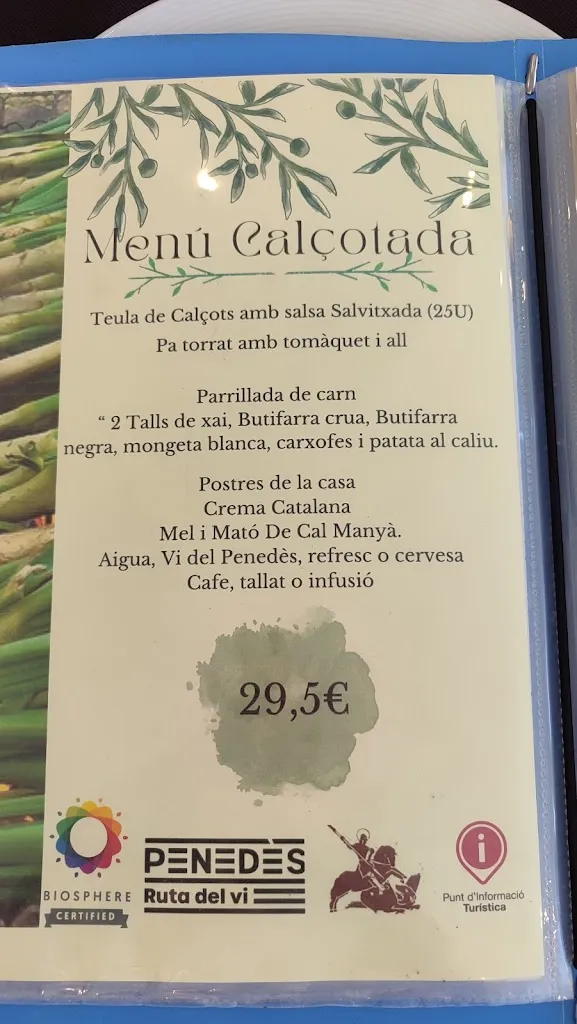 Menú Calçotada
Teula de Calçots amb salsa Salvitxada (25U)
Pa torrat amb tomàquet i all
Parrillada de carn
“ 2 Talls de xai, Butifarra crua, Butifarra
negra, mongeta blanca, carxofes i patata al caliu.
Postres de la casa
Crema Catalana
Mel i Mató De Cal Manyà.
Aigua, Vi del Penedès, refresc o cervesa
Cafe, tallat o infusió
29,5€
BIOSPHERE
CERTIFIED
PENEDÈS
Ruta del vi
i
Punt d'Informació
Turística